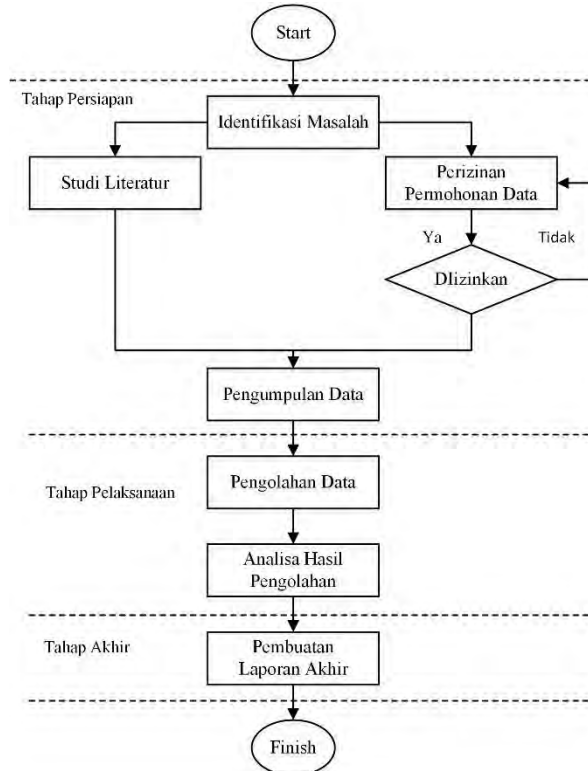 Start
Tahap Persiapan
Identifikasi Masalah
Studi Literatur
Perizinan
Permohonan Data
Ya
Tidak
DIizinkan
Pengumpulan Data
Tahap Pelaksanaan
Pengolahan Data
Analisa Hasil
Pengolahan
Tahap Akhir
Pembuatan
Laporan Akhir
Finish